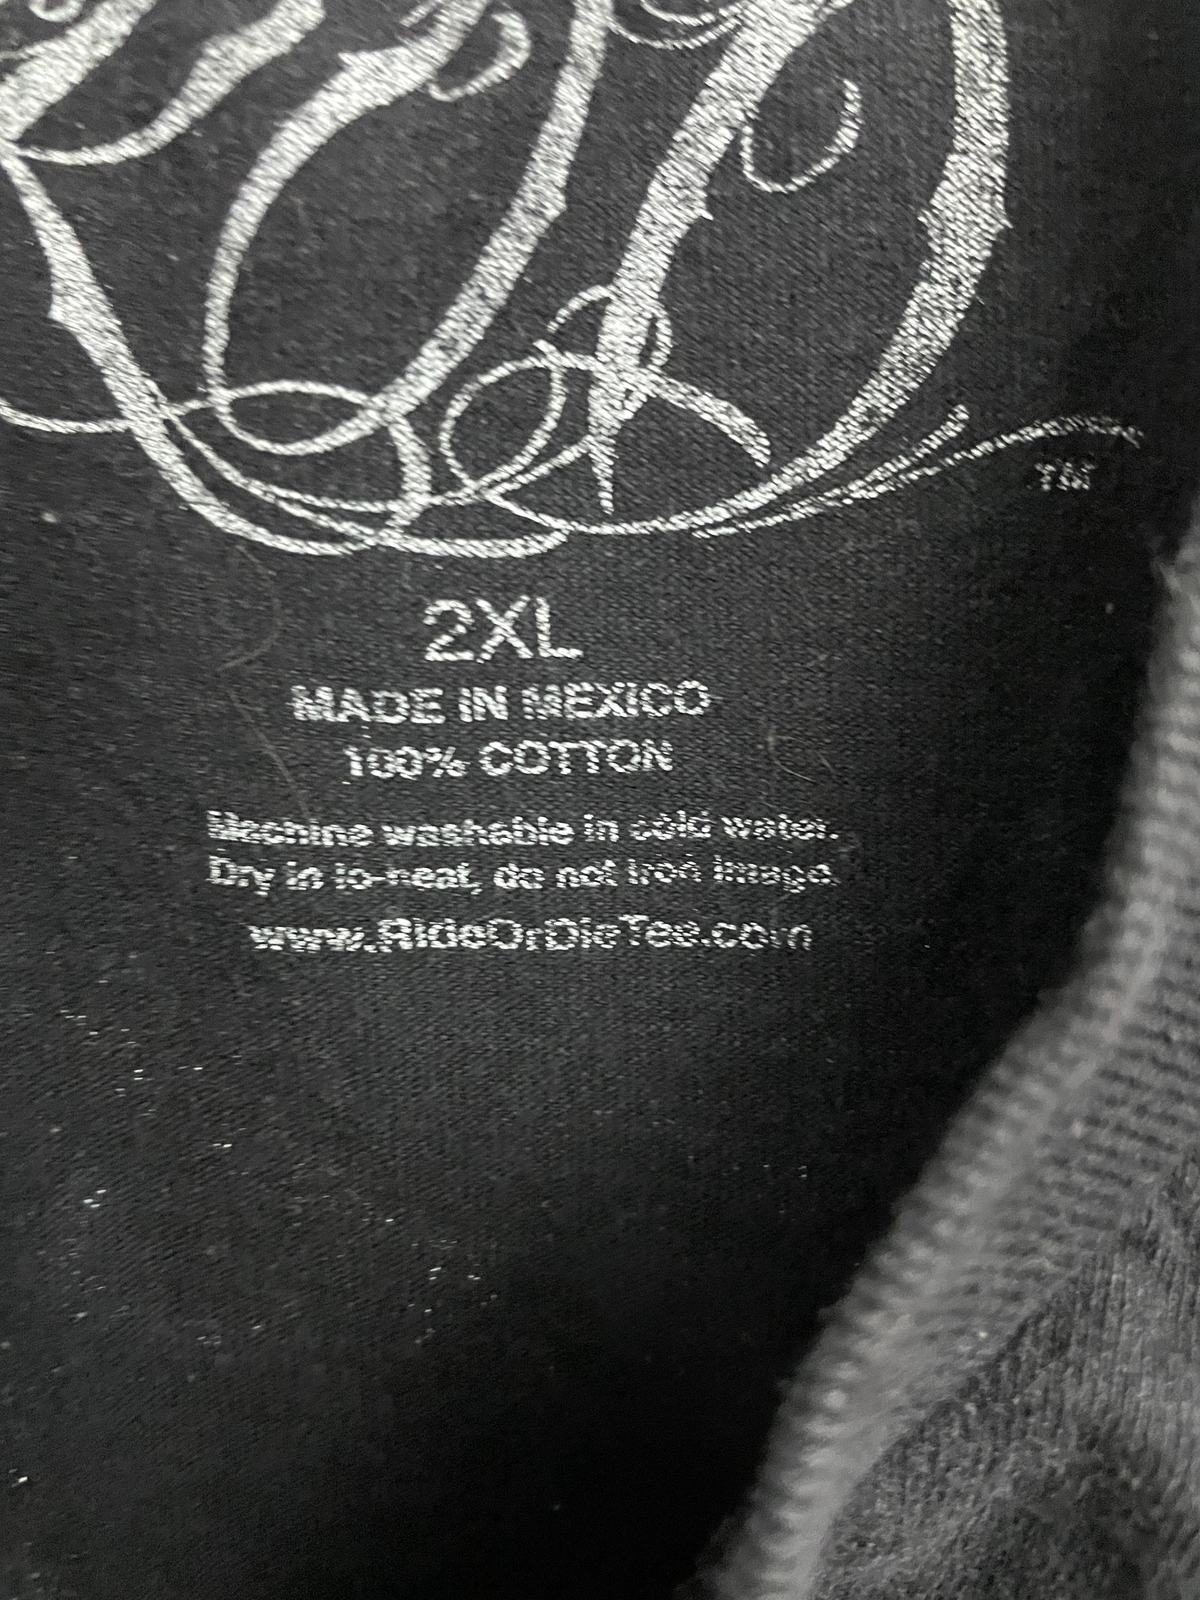 TM
2XL
MADE IN MEXICO
100% COTTON
Machine washable in cold water.
Dry in lo-heat, do not iron image.
www.RideOrDieTee.com